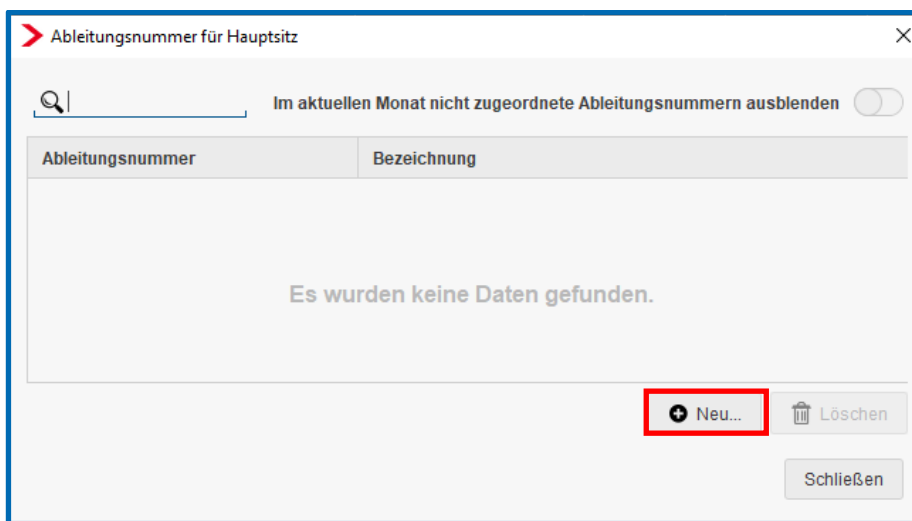 Ableitungsnummer für Hauptsitz
Im aktuellen Monat nicht zugeordnete Ableitungsnummern ausblenden
Ableitungsnummer Bezeichnung
Es wurden keine Daten gefunden.
Neu... Löschen
Schließen